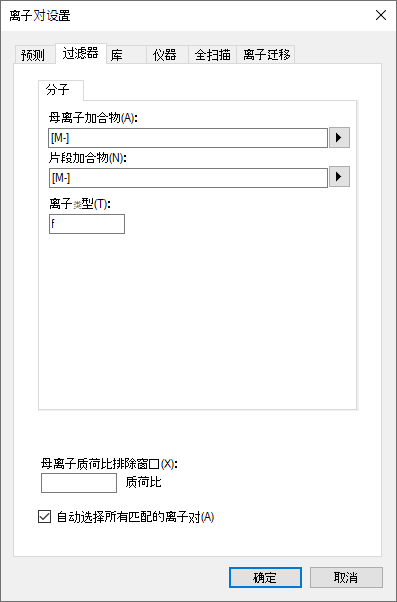 离子对设置
预测 过滤器 库 仪器 全扫描 离子迁移
分子
母离子加合物(A):
[M-]
片段加合物(N):
[M-]
离子类型(T):
f
母离子质荷比排除窗口(X):
质荷比
自动选择所有匹配的离子对(A)
确定 取消